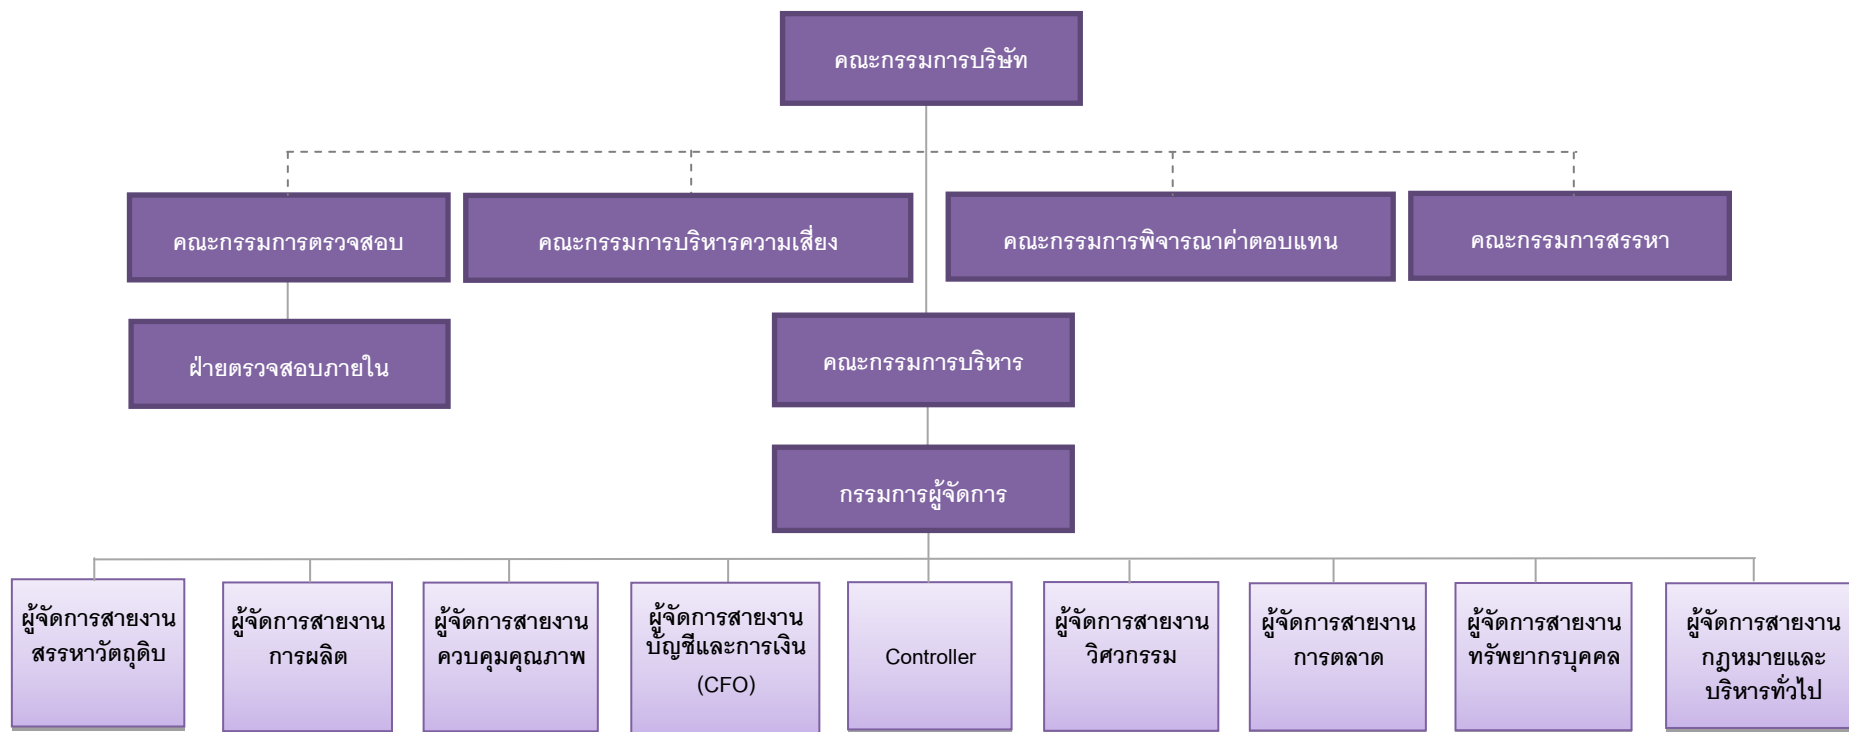 คณะกรรมการบริษัท
คณะกรรมการตรวจสอบ
คณะกรรมการบริหารความเสี่ยง
คณะกรรมการพิจารณาค่าตอบแทน
คณะกรรมการสรรหา
ฝ่ายตรวจสอบภายใน
คณะกรรมการบริหาร
กรรมการผู้จัดการ
ผู้จัดการสายงาน
สรรหาวัตถุดิบ
ผู้จัดการสายงาน
การผลิต
ผู้จัดการสายงาน
ควบคุมคุณภาพ
ผู้จัดการสายงาน
บัญชีและการเงิน
(CFO)
Controller
ผู้จัดการสายงาน
วิศวกรรม
ผู้จัดการสายงาน
การตลาด
ผู้จัดการสายงาน
ทรัพยากรบุคคล
ผู้จัดการสายงาน
กฎหมายและ
บริหารทั่วไป